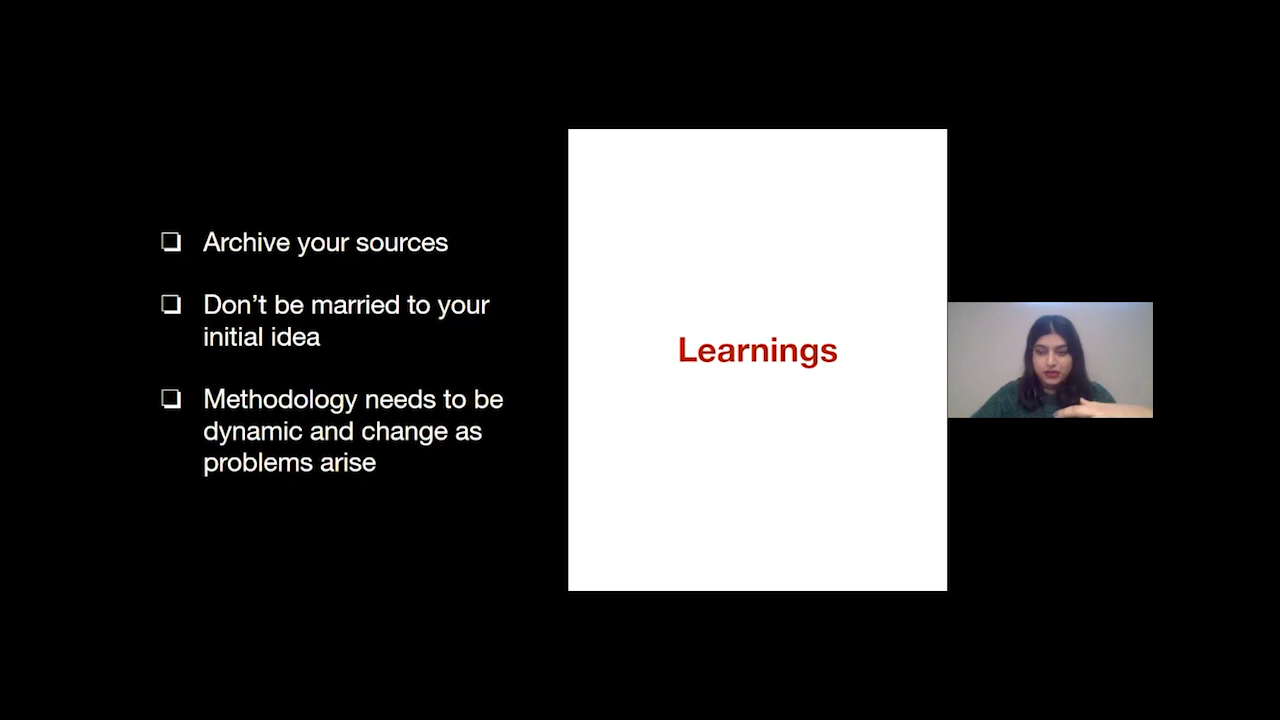 ❏ Archive your sources
❏ Don’t be married to your
initial idea
❏ Methodology needs to be
dynamic and change as
problems arise
Learnings